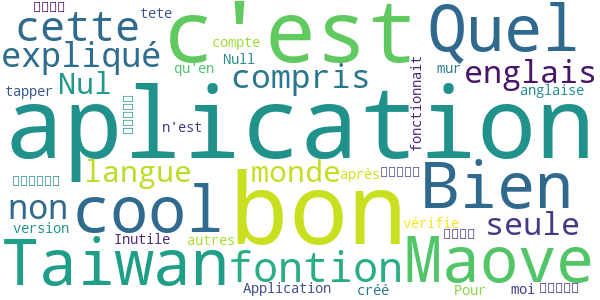 tete
cette
c'est
Quel
expliqué
compte
Null
qu'en
compris
englais
mur
tapper
Nul
anglaise
aplication
n'est
fonctionnait
langue
monde
après
bon
Bien
non
cool
vérifie
seule
version
Inutile
autres
Taiwan
fontion
Maove
Application
créé
Pour
moi